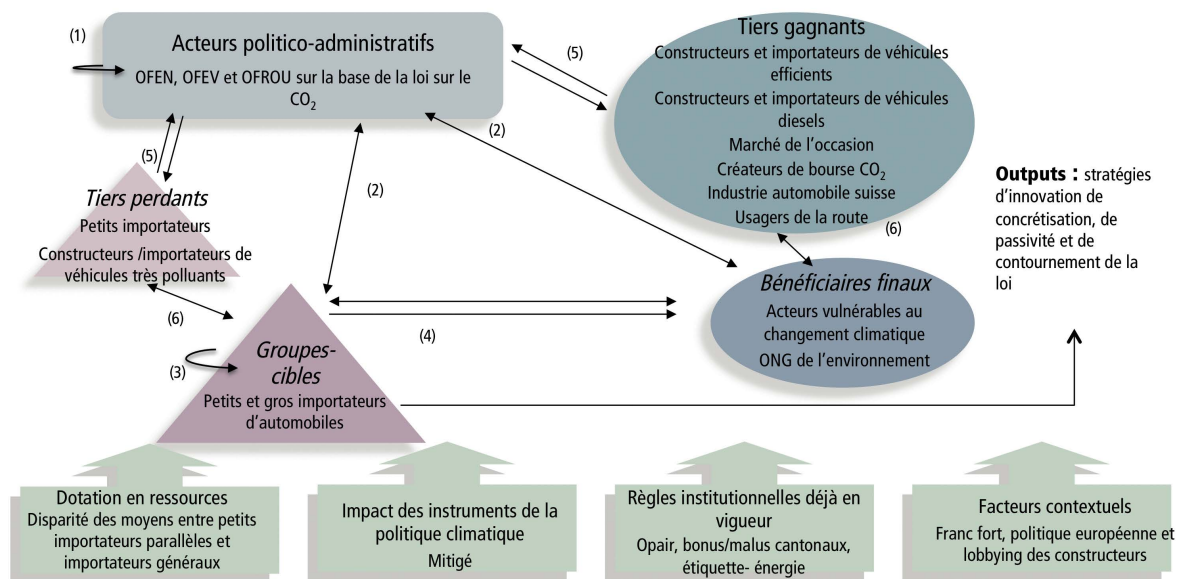 (1)
Acteurs politico-administratifs
OFEN, OFEV et OFROU sur la base de la loi sur le
CO₂
(5)
Tiers gagnants
Constructeurs et importateurs de véhicules
efficients
Constructeurs et importateurs de véhicules
diesels
Marché de l'occasion
Créateurs de bourse CO₂
Industrie automobile suisse
Usagers de la route
(6)
(2)
(2)
(5)
Tiers perdants
Petits importateurs
Constructeurs /importateurs de
véhicules très polluants
(6)
Outputs : stratégies
d'innovation de
concrétisation, de
passivité et de
contournement de la
loi
Bénéficiaires finaux
Acteurs vulnérables au
changement climatique
ONG de l'environnement
(4)
(3)
Groupes-
cibles
Petits et gros importateurs
d'automobiles
Dotation en ressources
Disparité des moyens entre petits
importateurs parallèles et
importateurs généraux
Impact des instruments de la
politique climatique
Mitigé
Règles institutionnelles déjà en
vigueur
Opair, bonus/malus cantonaux,
étiquette- énergie
Facteurs contextuels
Franc fort, politique européenne et
lobbying des constructeurs